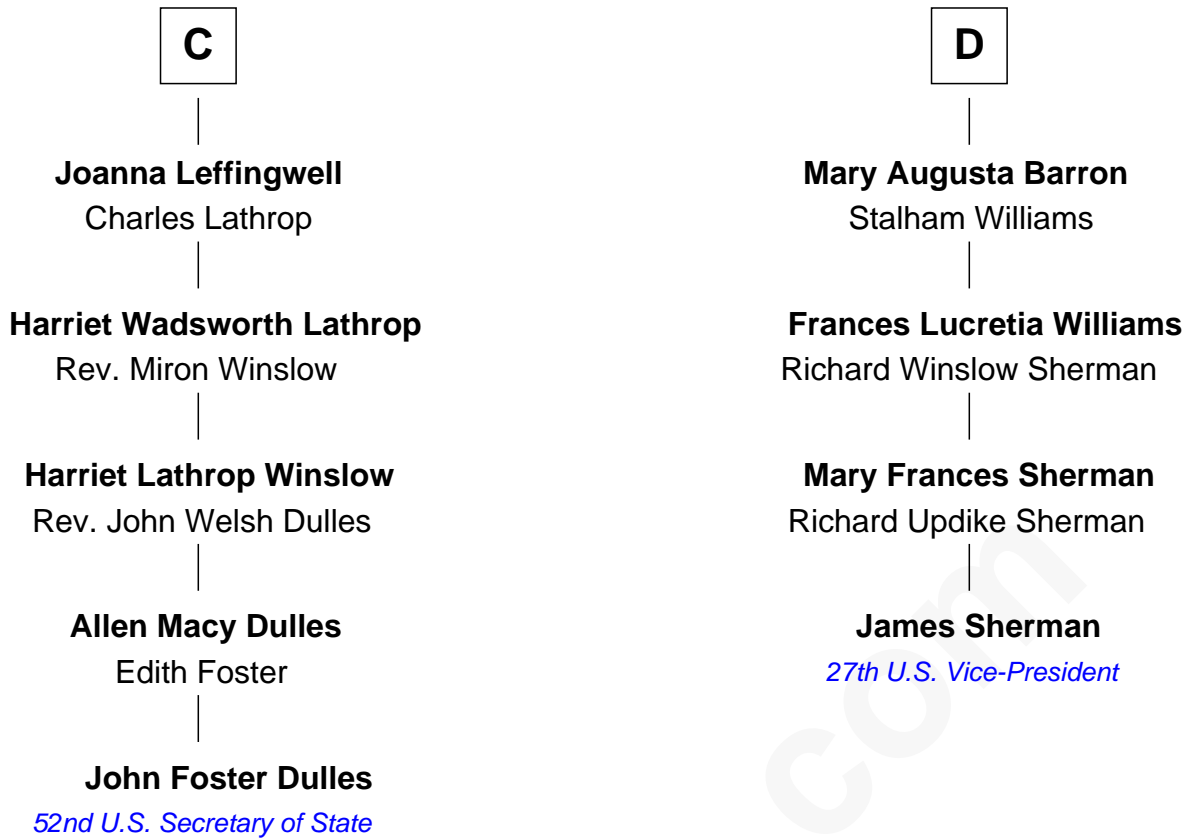 C
Joanna Leffingwell
Charles Lathrop
Harriet Wadsworth Lathrop
Rev. Miron Winslow
Harriet Lathrop Winslow
Rev. John Welsh Dulles
Allen Macy Dulles
Edith Foster
John Foster Dulles
52nd U.S. Secretary of State
D
Mary Augusta Barron
Stalham Williams
Frances Lucretia Williams
Richard Winslow Sherman
Mary Frances Sherman
Richard Updike Sherman
James Sherman
27th U.S. Vice-President
com